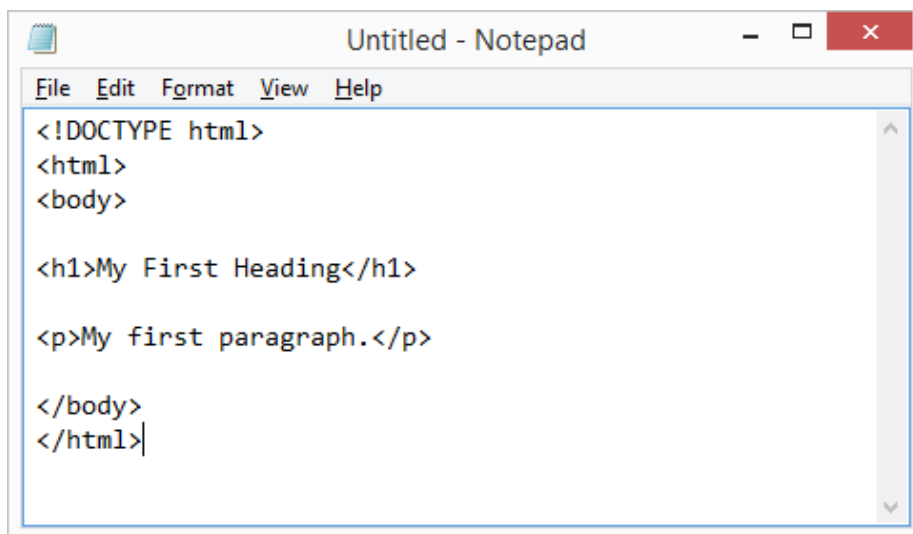 Untitled - Notepad
File Edit Format View Help
<!DOCTYPE html>
<html>
<body>
<h1>My First Heading</h1>
<p>My first paragraph.</p>
</body>
</html>